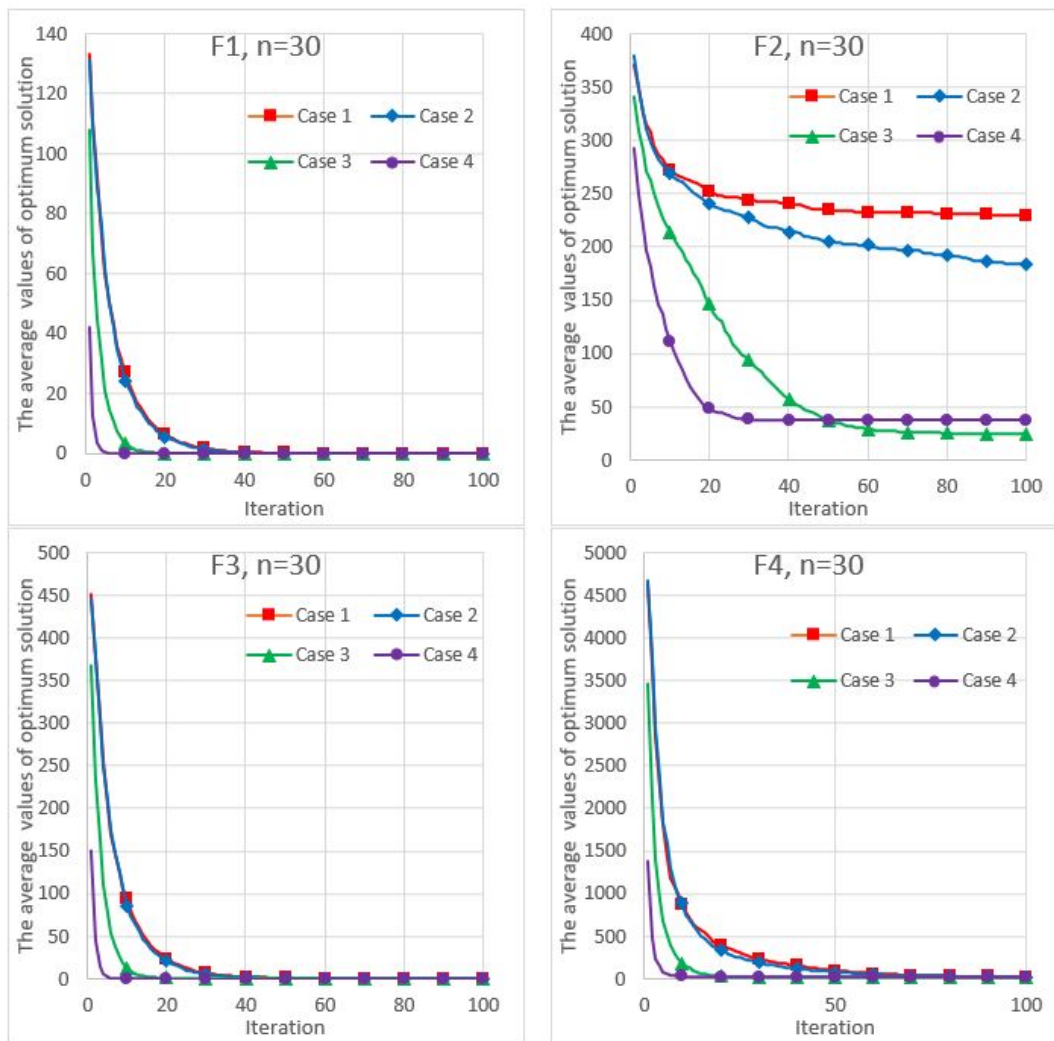 F1, n=30
The average values of optimum solution
140
120
100
80
60
40
20
0
Case 1 Case 2
Case 3 Case 4
0 20 40 60 80 100
Iteration
F2, n=30
The average values of optimum solution
400
350
300
250
200
150
100
50
0
Case 1 Case 2
Case 3 Case 4
0 20 40 60 80 100
Iteration
F3, n=30
The average values of optimum solution
500
450
400
350
300
250
200
150
100
50
0
Case 1 Case 2
Case 3 Case 4
0 20 40 60 80 100
Iteration
F4, n=30
The average values of optimum solution
5000
4500
4000
3500
3000
2500
2000
1500
1000
500
0
Case 1 Case 2
Case 3 Case 4
0 50 100
Iteration